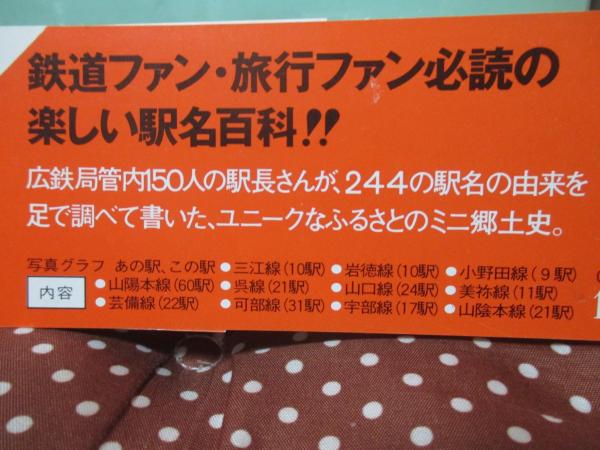 鉄道ファン・旅行ファン必読の
楽しい駅名百科!!
広鉄局管内150人の駅長さんが、244の駅名の由来を
足で調べて書いた、ユニークなふるさとのミニ郷土史。
写真グラフ あの駅、この駅 ●三江線(10駅) ●岩徳線(10駅) ●小野田線(9駅)
内容 ●山陽本線(60駅) ●呉線(21駅) ●山口線(24駅) ●美祢線(11駅)
●芸備線(22駅) ●可部線(31駅) ●宇部線(17駅) ●山陰本線(21駅)